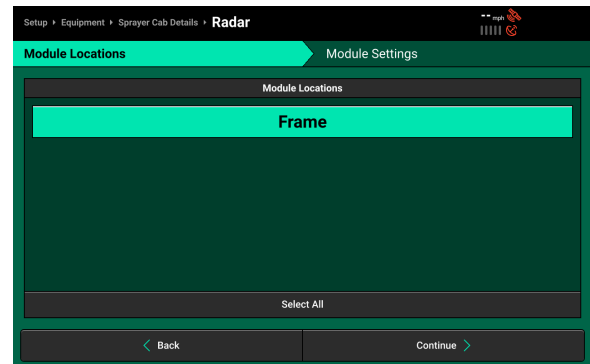 Setup ▸ Equipment ▸ Sprayer Cab Details ▸ Radar
-- mph
Module Locations
Module Settings
Module Locations
Frame
Select All
Back
Continue